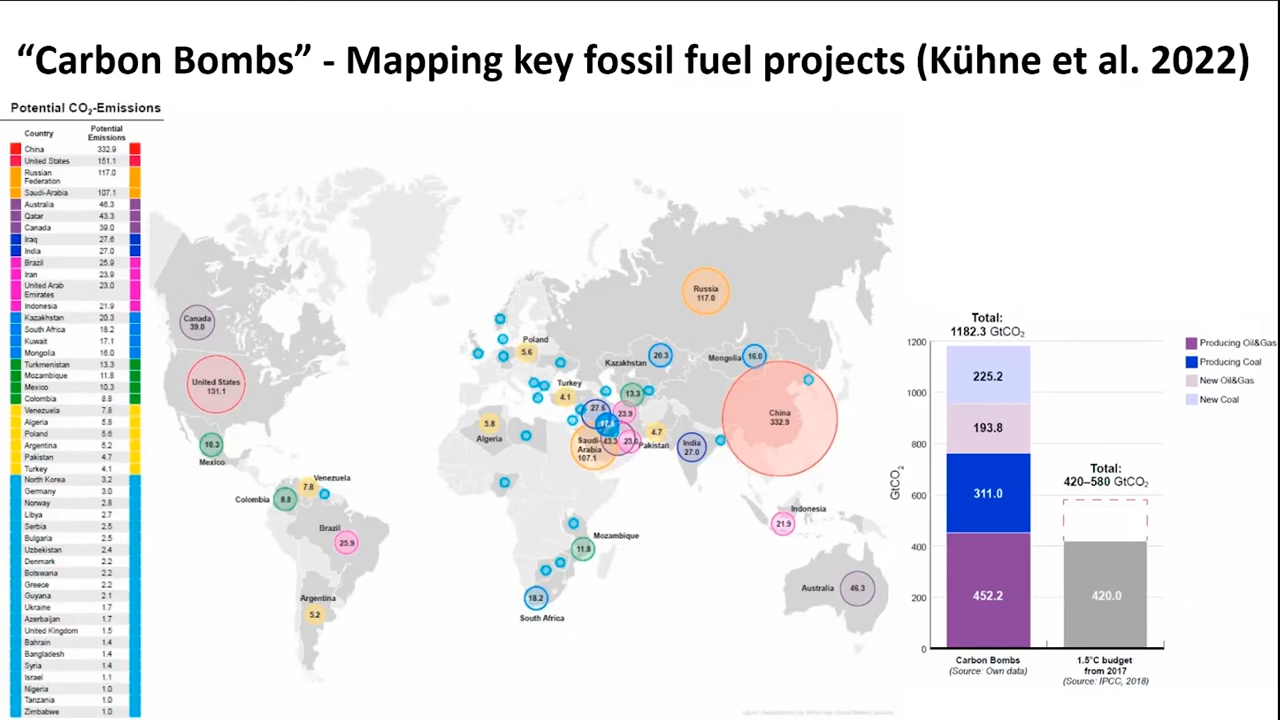 “Carbon Bombs” - Mapping key fossil fuel projects (Kühne et al. 2022)
Potential CO₂-Emissions
Country Potential Emissions
China 332.9
United States 151.1
Russian Federation 117.0
Saudi-Arabia 107.1
Australia 46.3
Qatar 43.3
Canada 39.0
Iraq 27.6
India 27.0
Brazil 25.9
Iran 23.9
United Arab Emirates 23.0
Indonesia 21.9
Kazakhstan 20.3
South Africa 18.2
Kuwait 17.1
Mongolia 16.0
Turkmenistan 13.3
Mozambique 11.8
Mexico 10.3
Colombia 8.8
Venezuela 7.8
Algeria 5.8
Poland 5.6
Argentina 5.2
Pakistan 4.7
Turkey 4.1
North Korea 3.2
Germany 3.0
Norway 2.8
Libya 2.7
Serbia 2.5
Bulgaria 2.5
Uzbekistan 2.4
Denmark 2.2
Botswana 2.2
Greece 2.2
Guyana 2.1
Ukraine 1.7
Azerbaijan 1.7
United Kingdom 1.5
Bahrain 1.4
Bangladesh 1.4
Syria 1.4
Israel 1.1
Nigeria 1.0
Tanzania 1.0
Zimbabwe 1.0
Canada
39.0
United States
151.1
10.3
Mexico
Venezuela
7.8
Colombia 8.8
Brazil
25.9
Argentina
5.2
Poland
5.6
Turkey
4.1
5.8
Algeria
Russia
117.0
Kazakhstan 20.3
Mongolia 16.0
13.3
27.6
23.9
17.1
Saudi-
Arabia
107.1
43.3
23.0
4.7
Pakistan
India
27.0
China
332.9
Indonesia
21.9
Mozambique
11.8
18.2
South Africa
Australia 46.3
Total:
1182.3 GtCO₂
GtCO₂
1200
1000
800
600
400
200
0
225.2
193.8
311.0
452.2
Total:
420–580 GtCO₂
420.0
Carbon Bombs
(Source: Own data)
1.5°C budget
from 2017
(Source: IPCC, 2018)
Producing Oil&Gas
Producing Coal
New Oil&Gas
New Coal